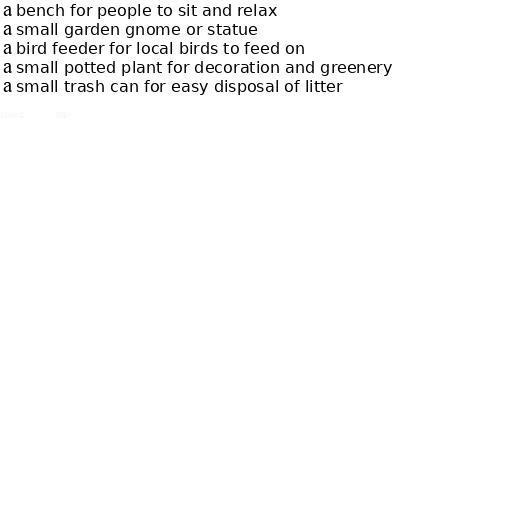 a bench for people to sit and relax
a small garden gnome or statue
a bird feeder for local birds to feed on
a small potted plant for decoration and greenery
a small trash can for easy disposal of litter